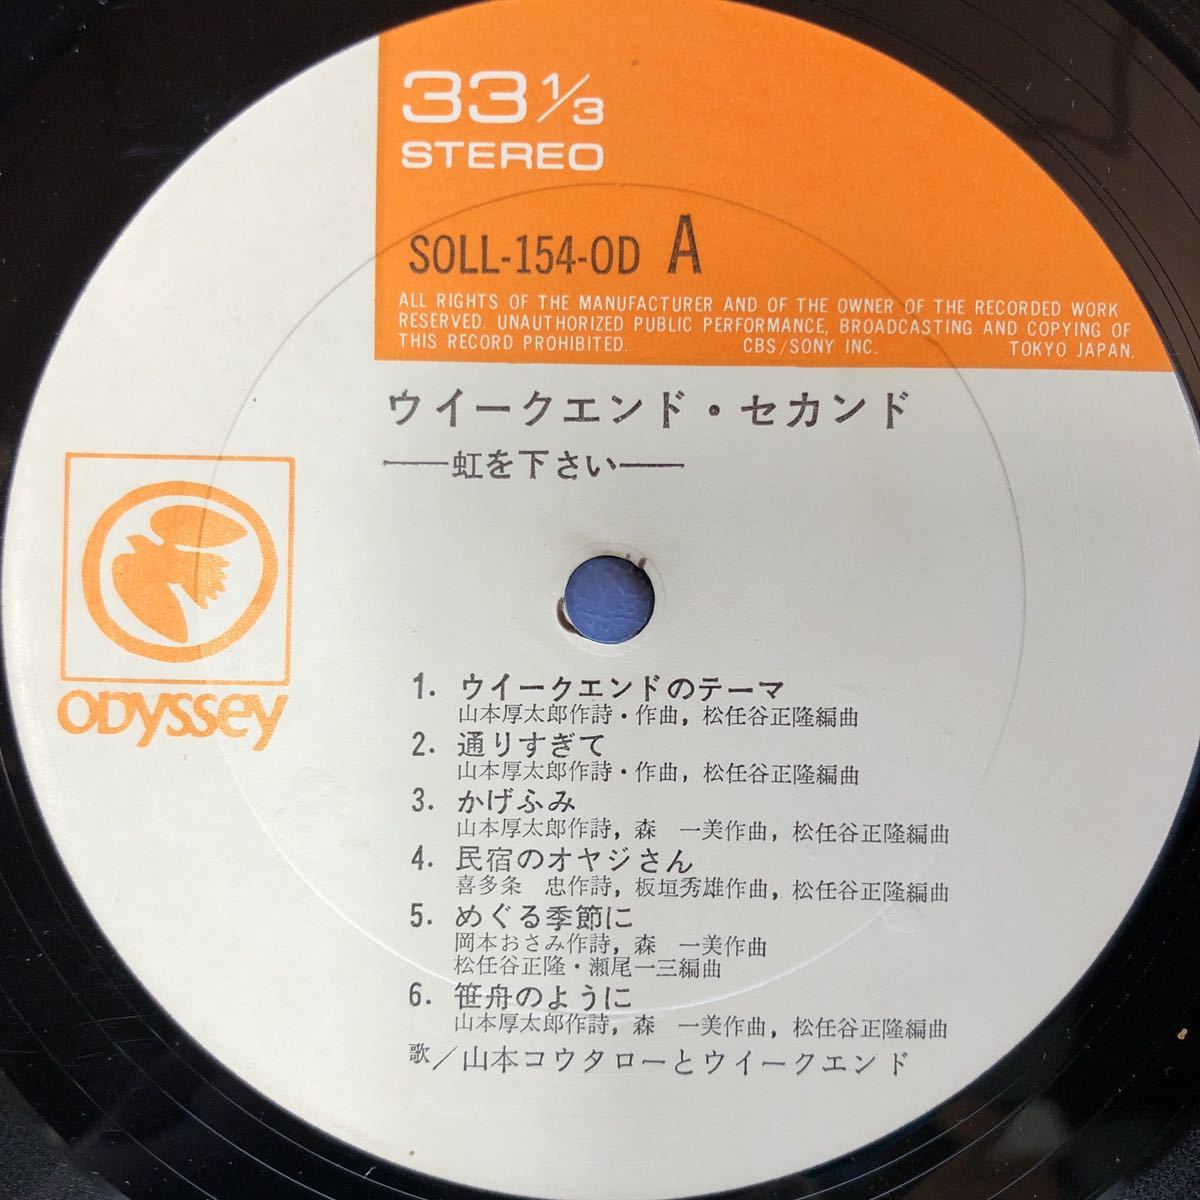 33 1/3
STEREO
SOLL-154-OD A
ALL RIGHTS OF THE MANUFACTURER AND OF THE OWNER OF THE RECORDED WORK
RESERVED. UNAUTHORIZED PUBLIC PERFORMANCE, BROADCASTING AND COPYING OF
THIS RECORD PROHIBITED. CBS/SONY INC. TOKYO JAPAN.
ウイークエンド・セカンド
――虹を下さい――
ODYSSEY
1. ウイークエンドのテーマ
山本厚太郎作詩・作曲, 松任谷正隆編曲
2. 通りすぎて
山本厚太郎作詩・作曲, 松任谷正隆編曲
3. かげふみ
山本厚太郎作詩, 森 一美作曲, 松任谷正隆編曲
4. 民宿のオヤジさん
喜多条 忠作詩, 板垣秀雄作曲, 松任谷正隆編曲
5. めぐる季節に
岡本おさみ作詩, 森 一美作曲
松任谷正隆・瀬尾一三編曲
6. 笹舟のように
山本厚太郎作詩, 森 一美作曲, 松任谷正隆編曲
歌／山本コウタローとウイークエンド